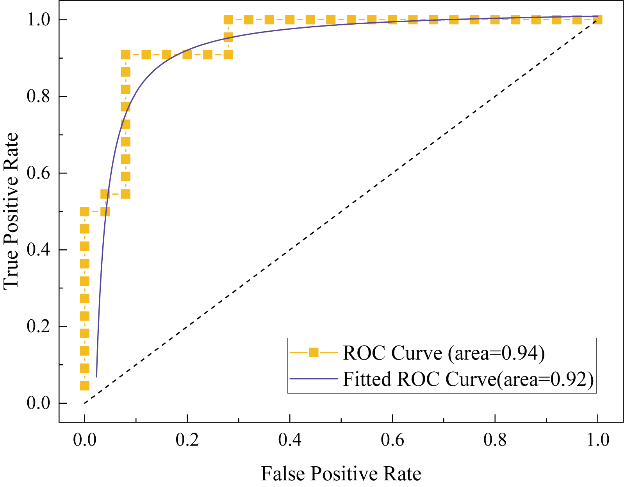 1.0
0.8
0.6
0.4
0.2
0.0
True Positive Rate
ROC Curve (area=0.94)
Fitted ROC Curve(area=0.92)
0.0 0.2 0.4 0.6 0.8 1.0
False Positive Rate